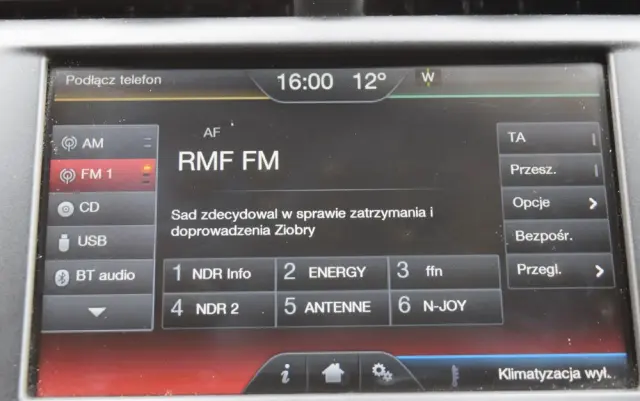 Podłącz telefon
16:00 12º
W
AM
FM 1
CD
USB
BT audio
AF
RMF FM
Sad zdecydowal w sprawie zatrzymania i
doprowadzenia Ziobry
1 NDR Info
2 ENERGY
3 ffn
4 NDR 2
5 ANTENNE
6 N-JOY
TA
Przesz.
Opcje
Bezpośr.
Przegl.
i
Klimatyzacja wył.